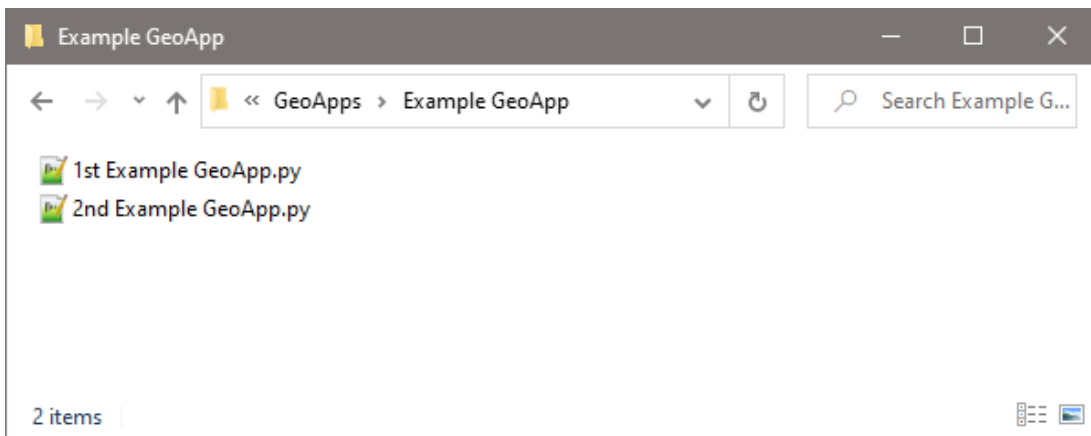 Example GeoApp
« GeoApps > Example GeoApp
Search Example G...
1st Example GeoApp.py
2nd Example GeoApp.py
2 items